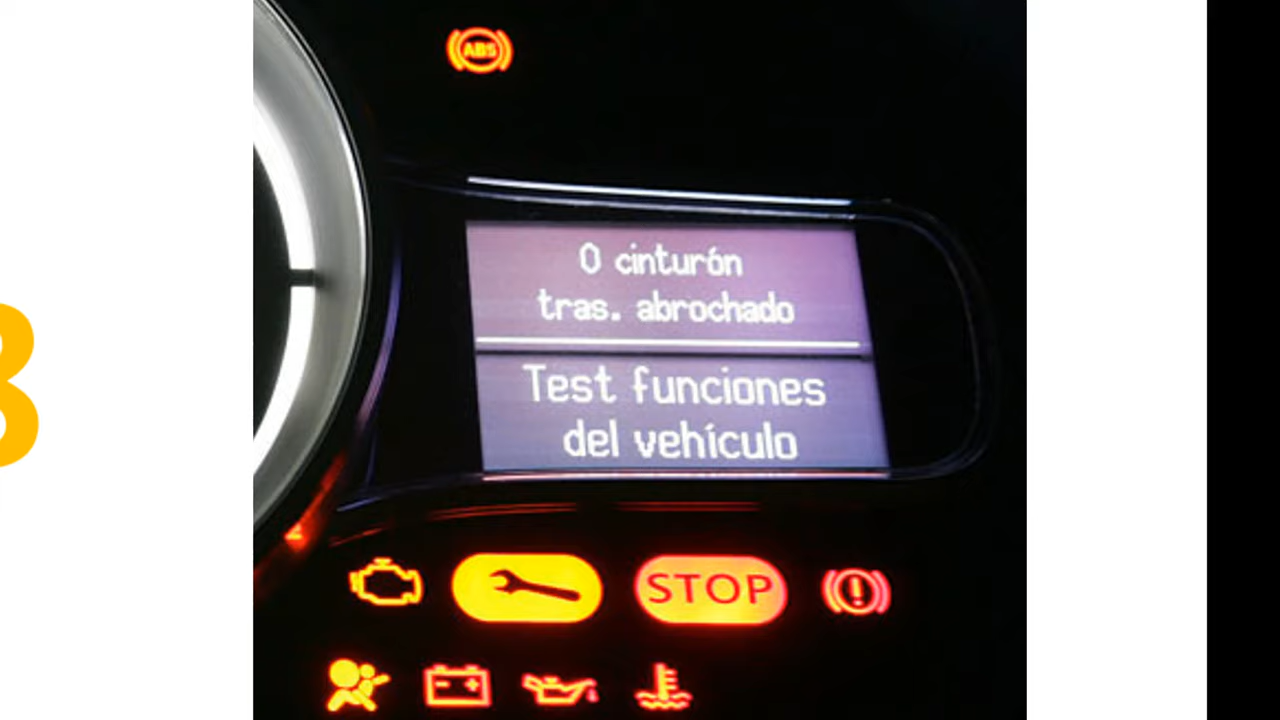 ABS
0 cinturón
tras. abrochado
Test funciones
del vehículo
STOP